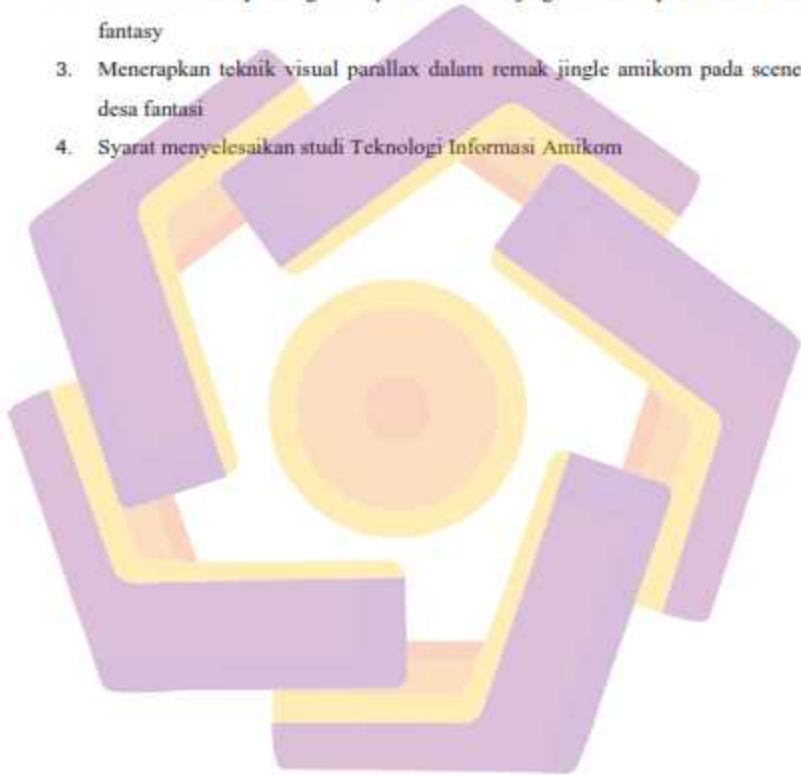 fantasy
3. Menerapkan teknik visual parallax dalam remak jingle amikom pada scene
desa fantasi
4. Syarat menyelesaikan studi Teknologi Informasi Amikom